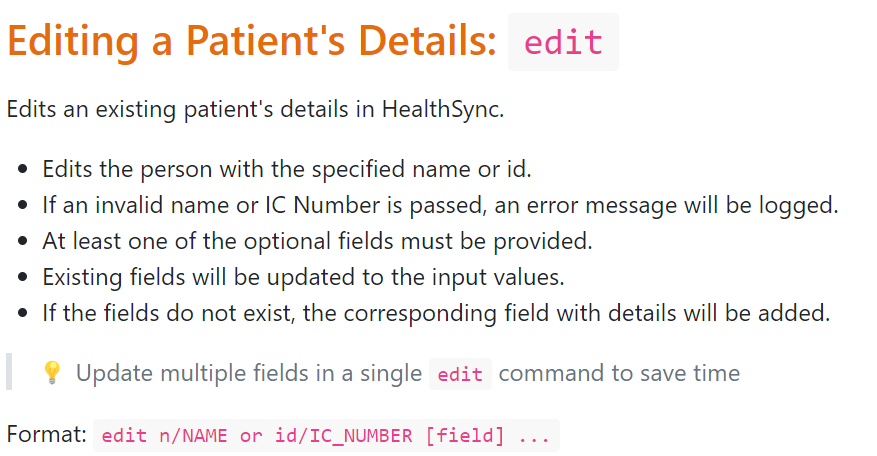 Editing a Patient's Details: edit
Edits an existing patient's details in HealthSync.
Edits the person with the specified name or id.
If an invalid name or IC Number is passed, an error message will be logged.
At least one of the optional fields must be provided.
Existing fields will be updated to the input values.
If the fields do not exist, the corresponding field with details will be added.
💡 Update multiple fields in a single edit command to save time
Format: edit n/NAME or id/IC_NUMBER [field] ...